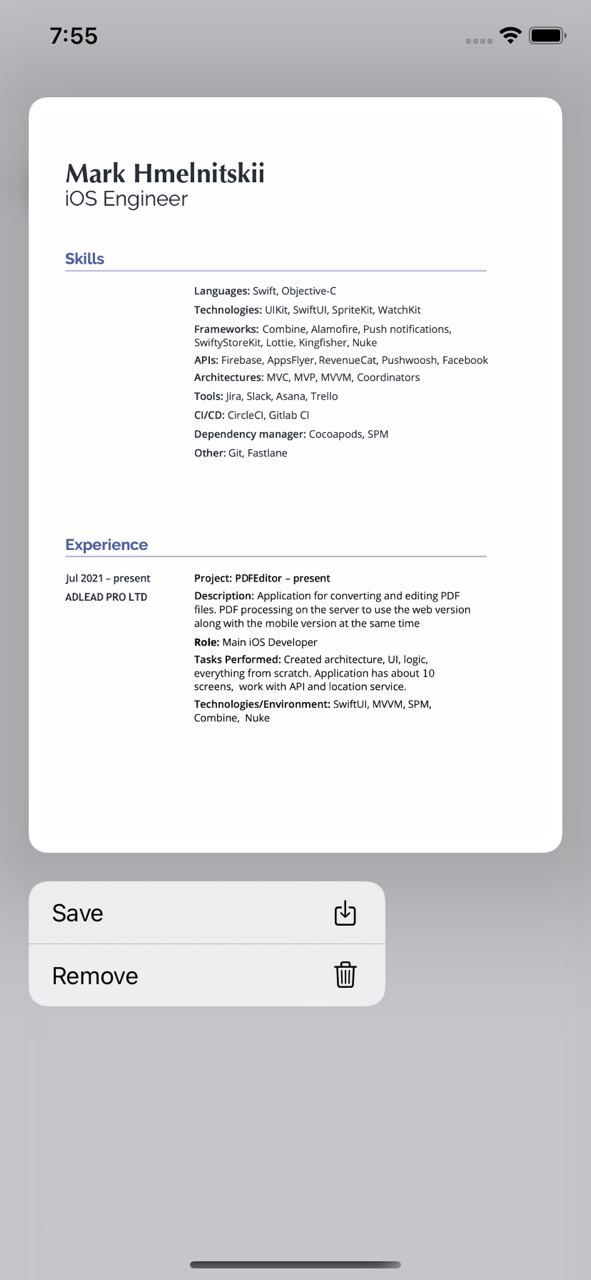 7:55
Mark Hmelnitskii
iOS Engineer
Skills
Languages: Swift, Objective-C
Technologies: UIKit, SwiftUI, SpriteKit, WatchKit
Frameworks: Combine, Alamofire, Push notifications,
SwiftyStoreKit, Lottie, Kingfisher, Nuke
APIs: Firebase, AppsFlyer, RevenueCat, Pushwoosh, Facebook
Architectures: MVC, MVP, MVVM, Coordinators
Tools: Jira, Slack, Asana, Trello
CI/CD: CircleCI, Gitlab CI
Dependency manager: Cocoapods, SPM
Other: Git, Fastlane
Experience
Jul 2021 – present
ADLEAD PRO LTD
Project: PDFEditor – present
Description: Application for converting and editing PDF
files. PDF processing on the server to use the web version
along with the mobile version at the same time
Role: Main iOS Developer
Tasks Performed: Created architecture, UI, logic,
everything from scratch. Application has about 10
screens, work with API and location service.
Technologies/Environment: SwiftUI, MVVM, SPM,
Combine, Nuke
Save
Remove